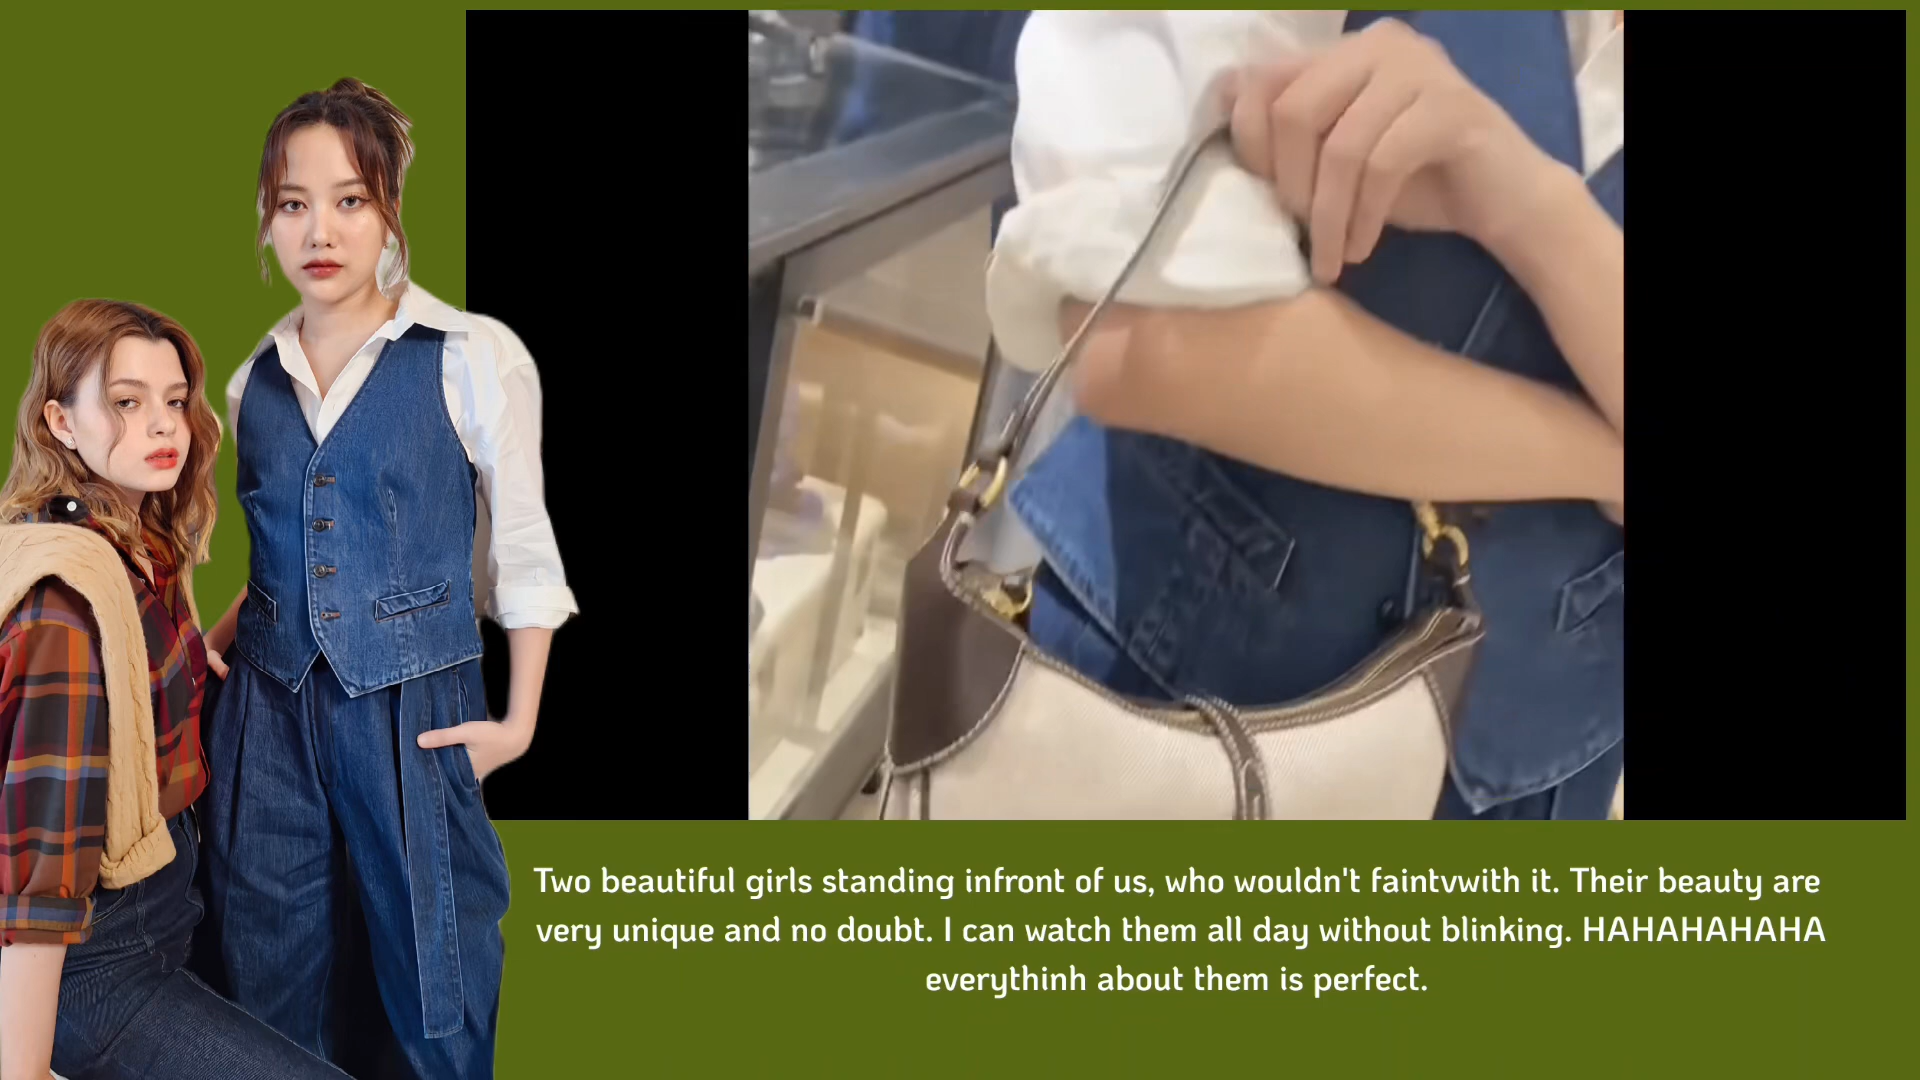 Two beautiful girls standing infront of us, who wouldn't faintvwith it. Their beauty are
very unique and no doubt. I can watch them all day without blinking. HAHAHAHAHA
everythinh about them is perfect.